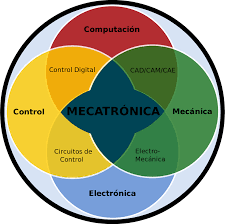 Computación
Control Digital
CAD/CAM/CAE
Control
MECATRÓNICA
Mecánica
Circuitos de
Control
Electro-
Mecánica
Electrónica